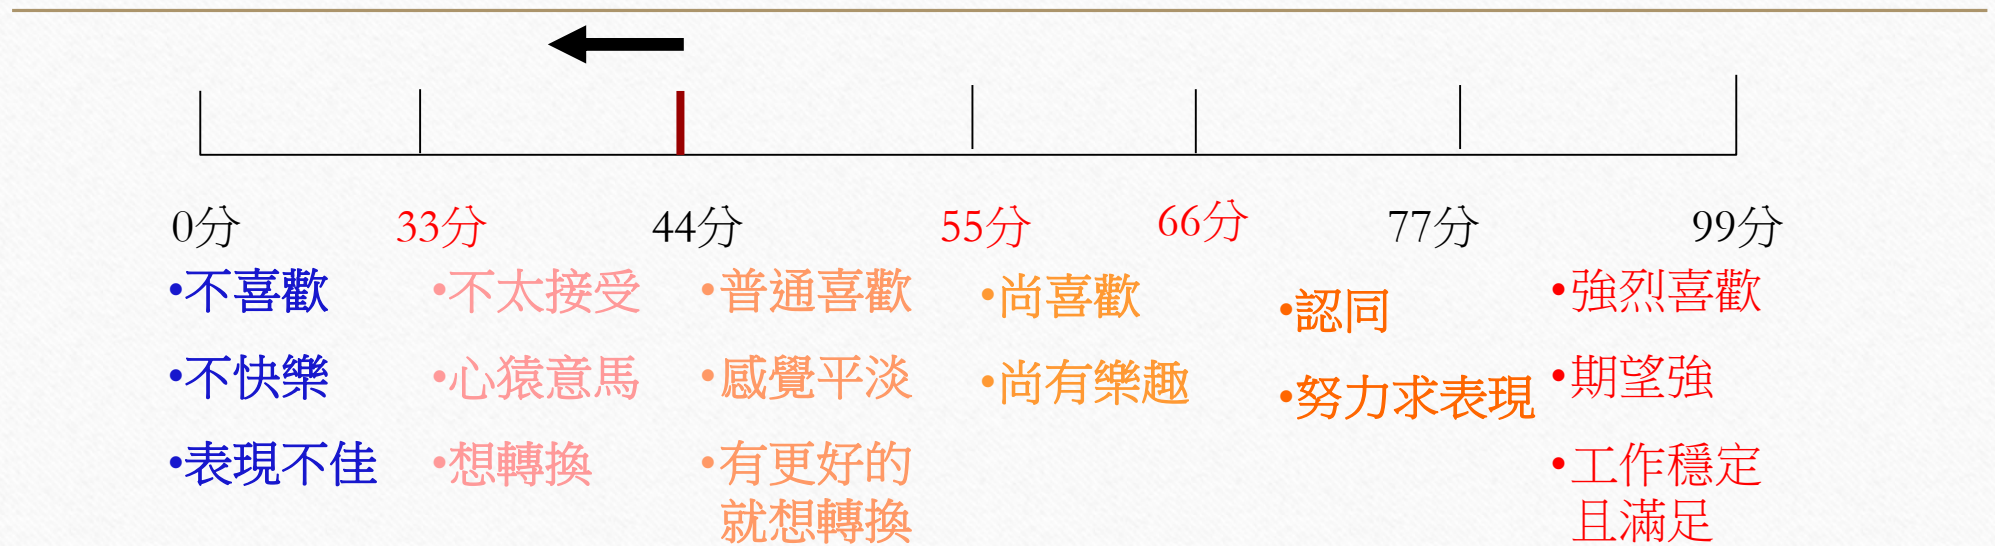 0分
33分
44分
55分
66分
77分
99分
•不喜歡
•不快樂
•表現不佳
•不太接受
•心猿意馬
•想轉換
•普通喜歡
•感覺平淡
•有更好的
就想轉換
•尚喜歡
•尚有樂趣
•認同
•努力求表現
•強烈喜歡
•期望強
•工作穩定
且滿足